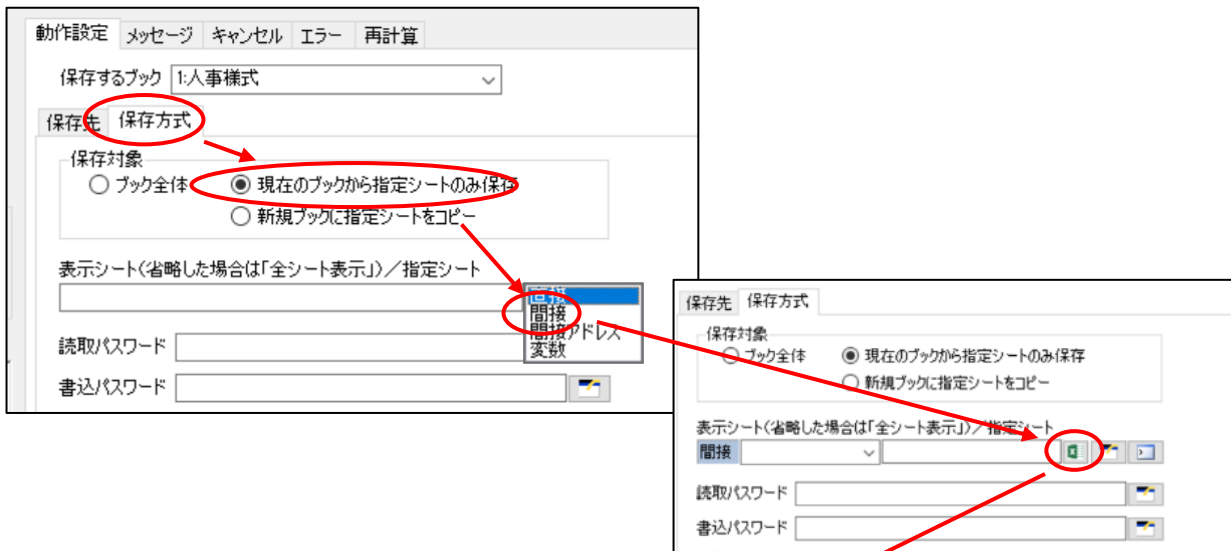 動作設定 メッセージ キャンセル エラー 再計算
保存するブック 1:人事様式
保存先 保存方式
保存対象
ブック全体 現在のブックから指定シートのみ保存
新規ブックに指定シートをコピー
表示シート(省略した場合は「全シート表示」)/指定シート
直接
間接
間接アドレス
変数
読取パスワード
書込パスワード
保存先 保存方式
保存対象
ブック全体 現在のブックから指定シートのみ保存
新規ブックに指定シートをコピー
表示シート(省略した場合は「全シート表示」)/指定シート
間接
読取パスワード
書込パスワード